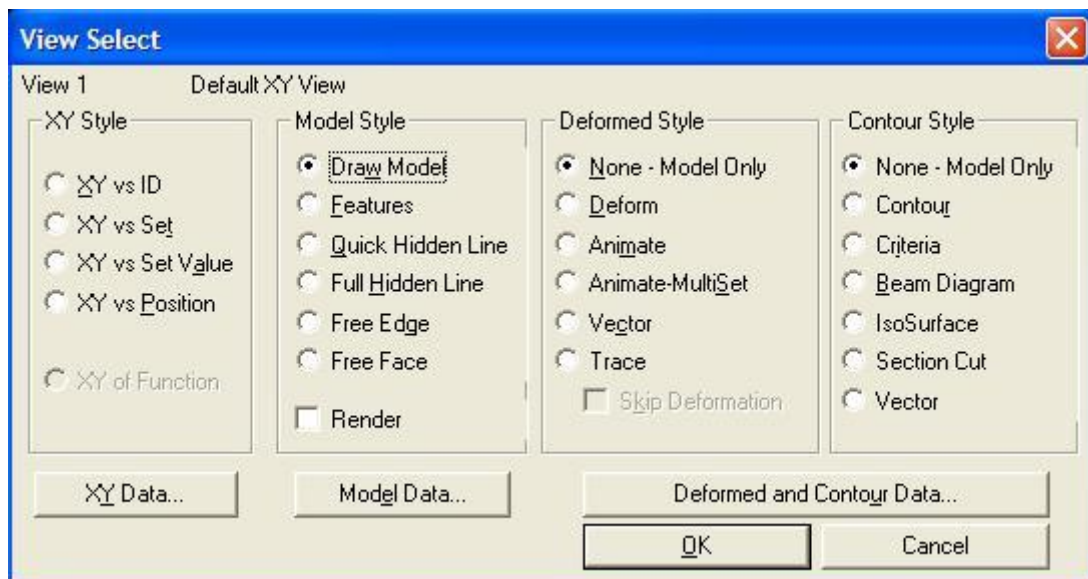 View Select
View 1 Default XY View
XY Style
XY vs ID
XY vs Set
XY vs Set Value
XY vs Position
XY of Function
Model Style
Draw Model
Features
Quick Hidden Line
Full Hidden Line
Free Edge
Free Face
Render
Deformed Style
None - Model Only
Deform
Animate
Animate-MultiSet
Vector
Trace
Skip Deformation
Contour Style
None - Model Only
Contour
Criteria
Beam Diagram
IsoSurface
Section Cut
Vector
XY Data...
Model Data...
Deformed and Contour Data...
OK
Cancel